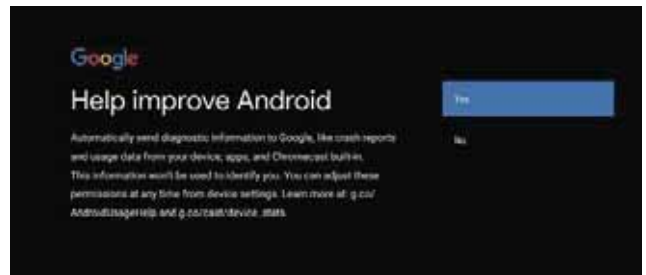 Google
Help improve Android
Automatically send diagnostic information to Google, like crash reports
and usage data from your device, apps, and Chromecast built-in.
This information won't be used to identify you. You can adjust these
permissions at any time from device settings. Learn more at: g.co/
AndroidUsageHelp and g.co/cast/device_stats.
Yes
No